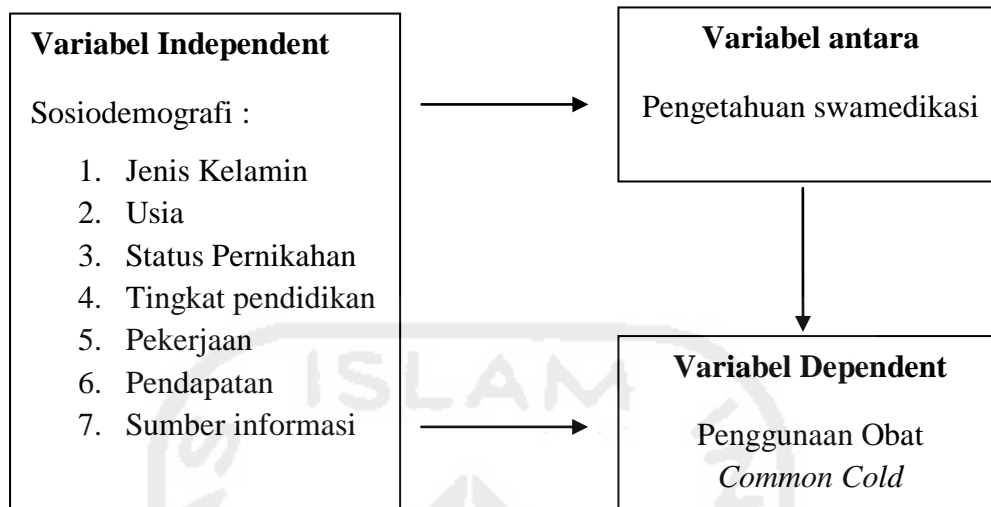 Variabel Independent
Sosiodemografi :
1. Jenis Kelamin
2. Usia
3. Status Pernikahan
4. Tingkat pendidikan
5. Pekerjaan
6. Pendapatan
7. Sumber informasi
Variabel antara
Pengetahuan swamedikasi
Variabel Dependent
Penggunaan Obat
Common Cold
ISLAM